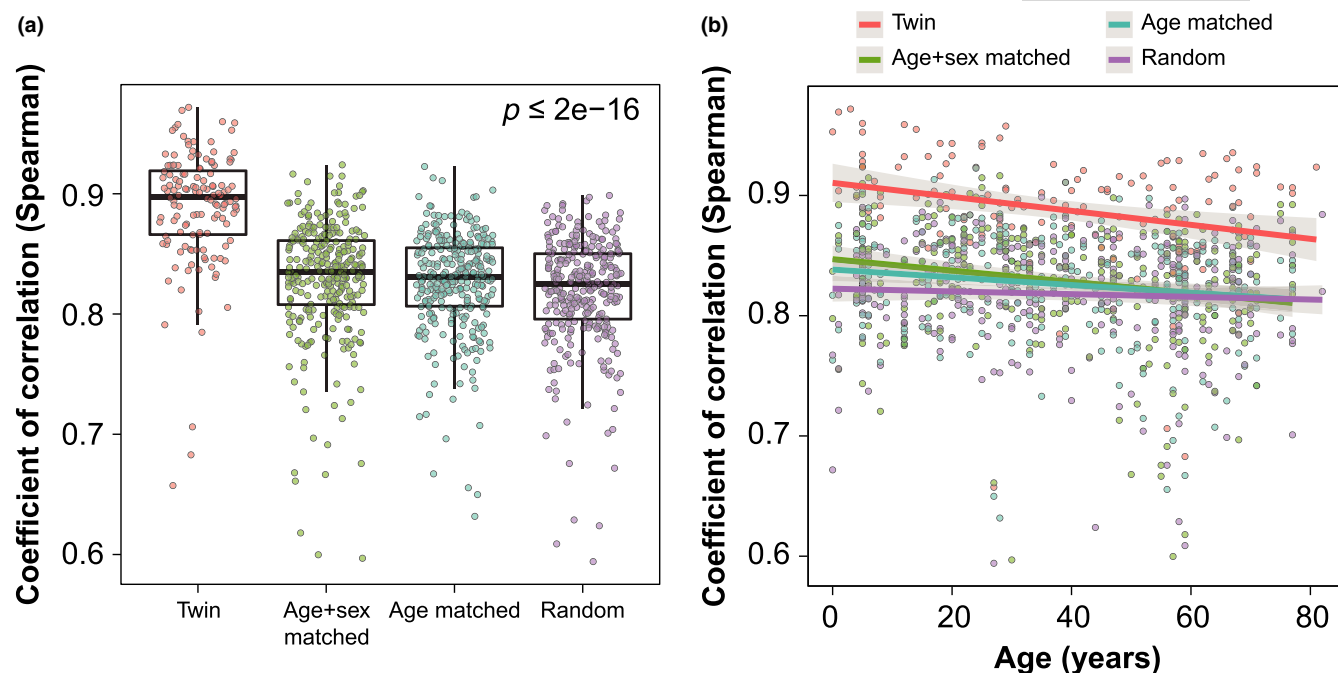 (a)
Coefficient of correlation (Spearman)
0.9
0.8
0.7
0.6
p ≤ 2e−16
Twin
Age+sex
matched
Age matched
Random
(b)
Twin
Age matched
Age+sex matched
Random
Coefficient of correlation (Spearman)
0.9
0.8
0.7
0.6
0 20 40 60 80
Age (years)